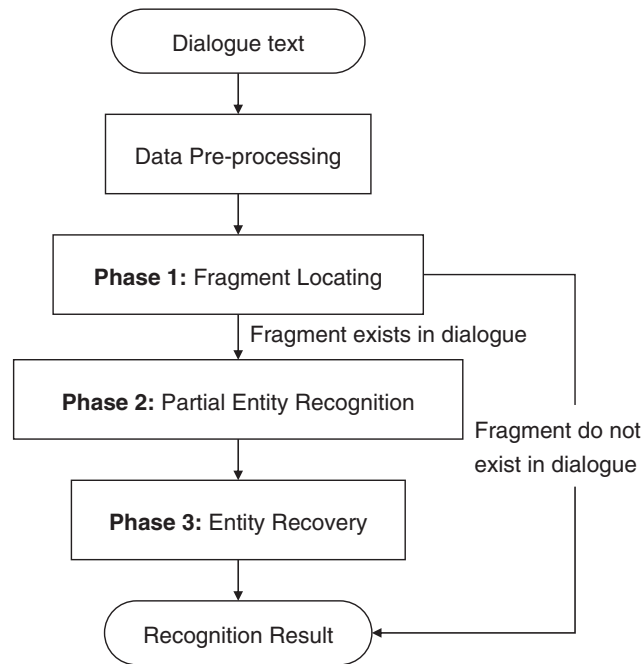 Dialogue text
Data Pre-processing
Phase 1: Fragment Locating
Fragment exists in dialogue
Phase 2: Partial Entity Recognition
Fragment do not
exist in dialogue
Phase 3: Entity Recovery
Recognition Result